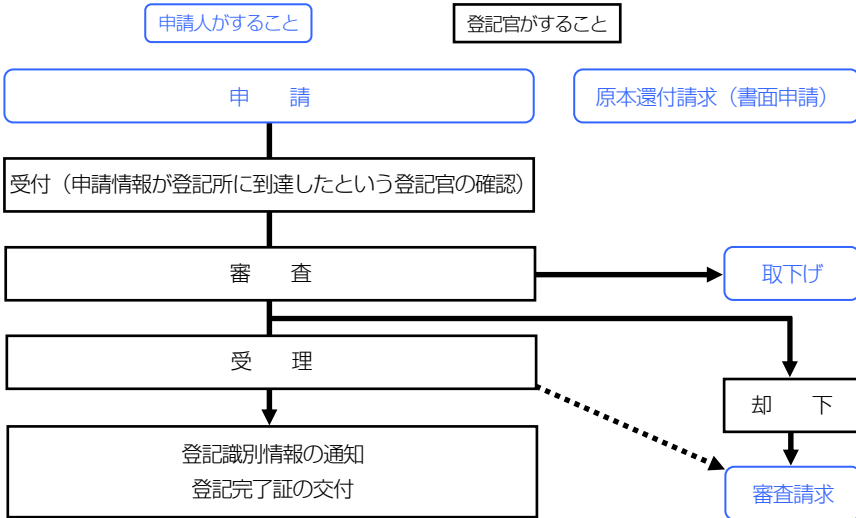 申請人がすること
登記官がすること
申　請
原本還付請求（書面申請）
受付（申請情報が登記所に到達したという登記官の確認）
審　査
取下げ
受　理
却　下
登記識別情報の通知
登記完了証の交付
審査請求